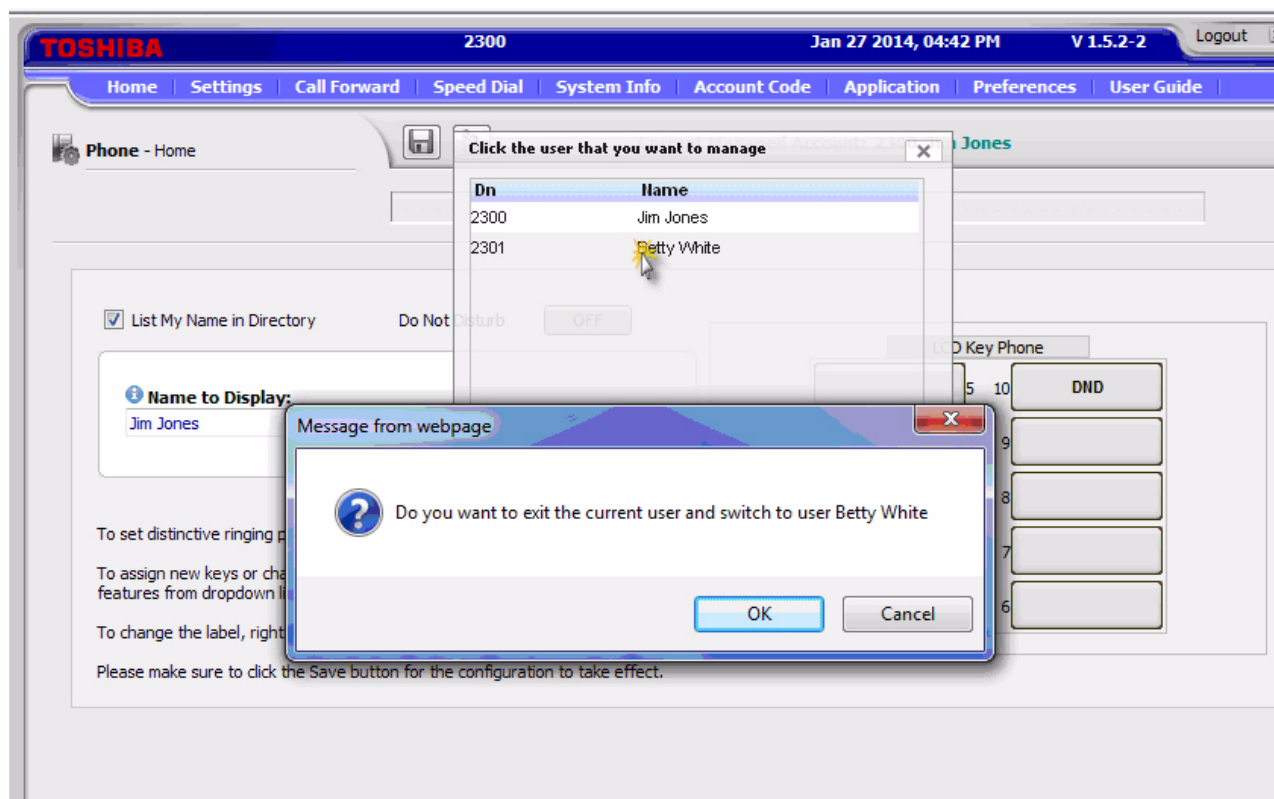 TOSHIBA 2300 Jan 27 2014, 04:42 PM V 1.5.2-2 Logout
Home Settings Call Forward Speed Dial System Info Account Code Application Preferences User Guide
Phone - Home
Click the user that you want to manage
Jones
Dn Name
2300 Jim Jones
2301 Betty White
List My Name in Directory Do Not Disturb OFF
LCD Key Phone
5 10 DND
9
8
7
6
Name to Display:
Jim Jones
Message from webpage
Do you want to exit the current user and switch to user Betty White
OK Cancel
To set distinctive ringing
To assign new keys or
features from dropdown
To change the label, right
Please make sure to click the Save button for the configuration to take effect.